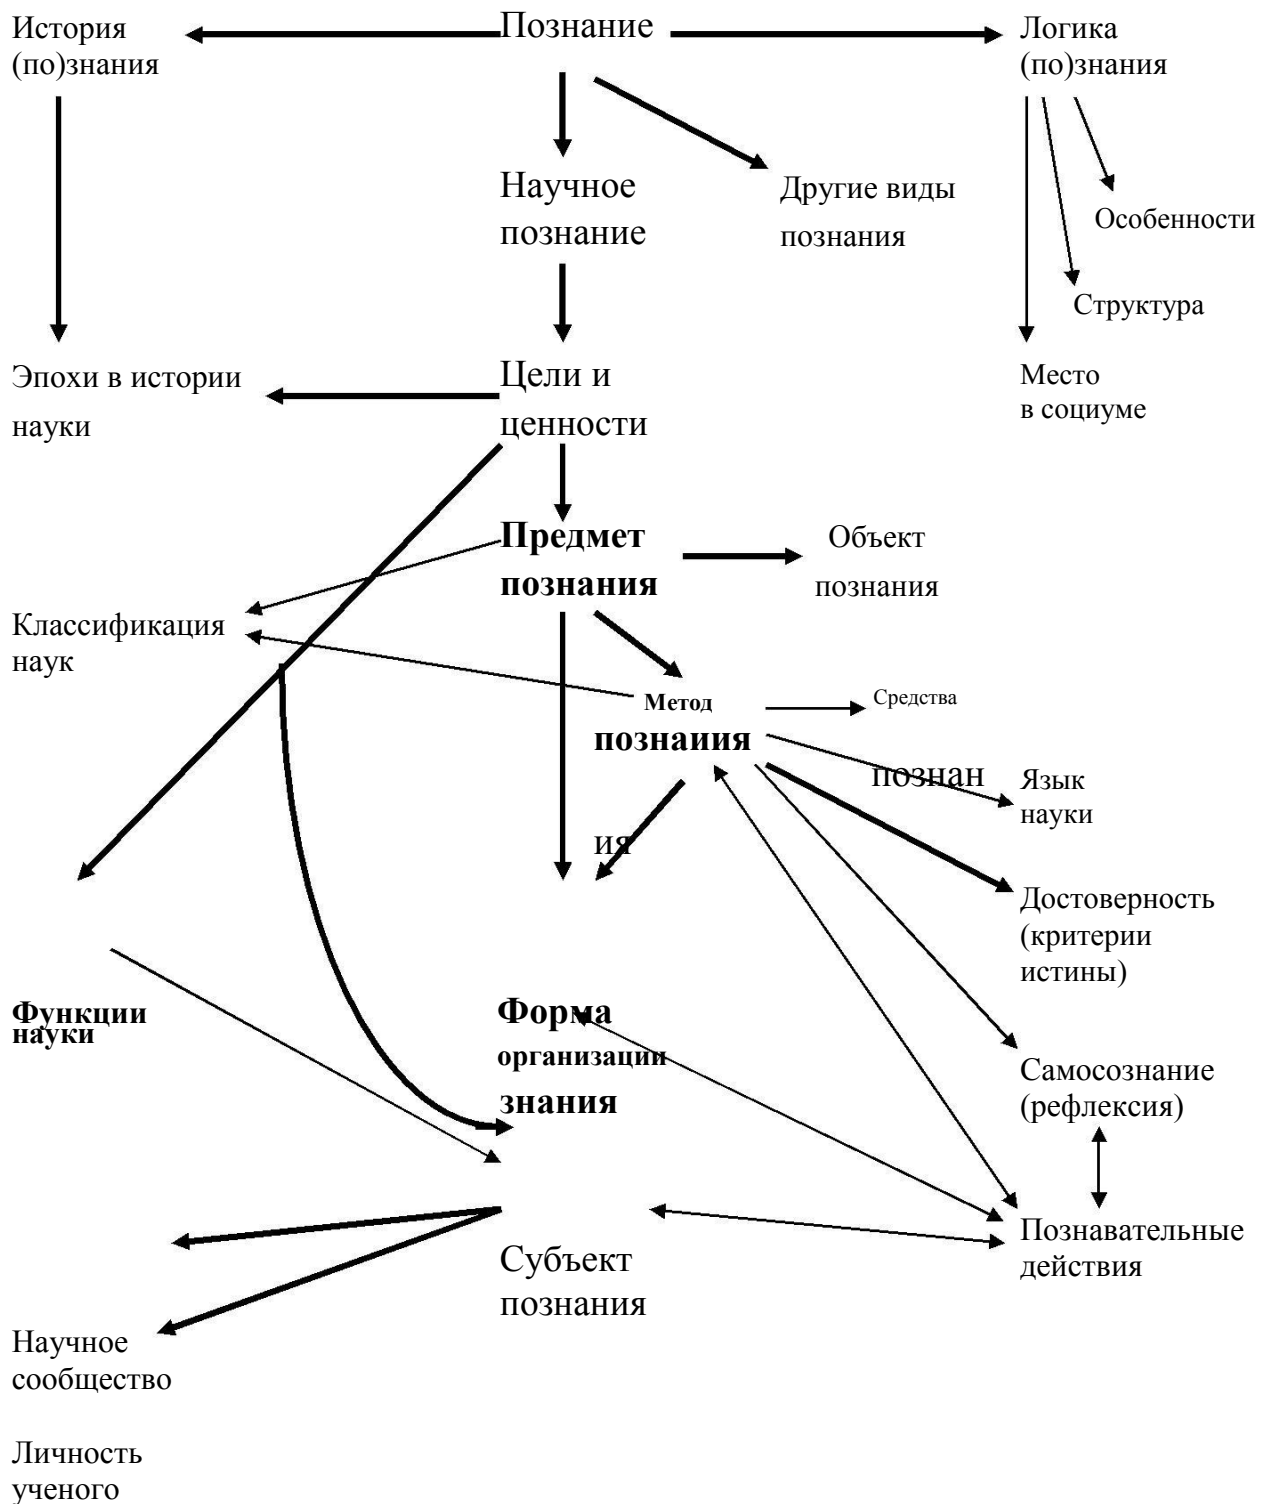 История
(по)знания
Познание
Логика
(по)знания
Научное
познание
Другие виды
познания
Особенности
Структура
Эпохи в истории
науки
Цели и
ценности
Место
в социуме
Предмет
познания
Объект
познания
Классификация
наук
Метод
познаиия
Средства
познан
ия
Язык
науки
Достоверность
(критерии
истины)
Функции
науки
Форма
организации
знания
Самосознание
(рефлексия)
Познавательные
действия
Субъект
познания
Научное
сообщество
Личность
ученого